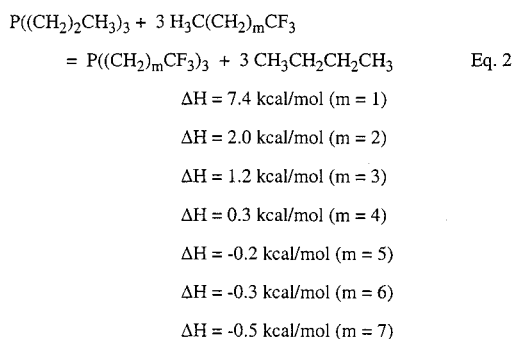 P((CH₂)₂CH₃)₃ + 3 H₃C(CH₂)ₘCF₃
= P((CH₂)ₘCF₃)₃ + 3 CH₃CH₂CH₂CH₃ Eq. 2
ΔH = 7.4 kcal/mol (m = 1)
ΔH = 2.0 kcal/mol (m = 2)
ΔH = 1.2 kcal/mol (m = 3)
ΔH = 0.3 kcal/mol (m = 4)
ΔH = -0.2 kcal/mol (m = 5)
ΔH = -0.3 kcal/mol (m = 6)
ΔH = -0.5 kcal/mol (m = 7)